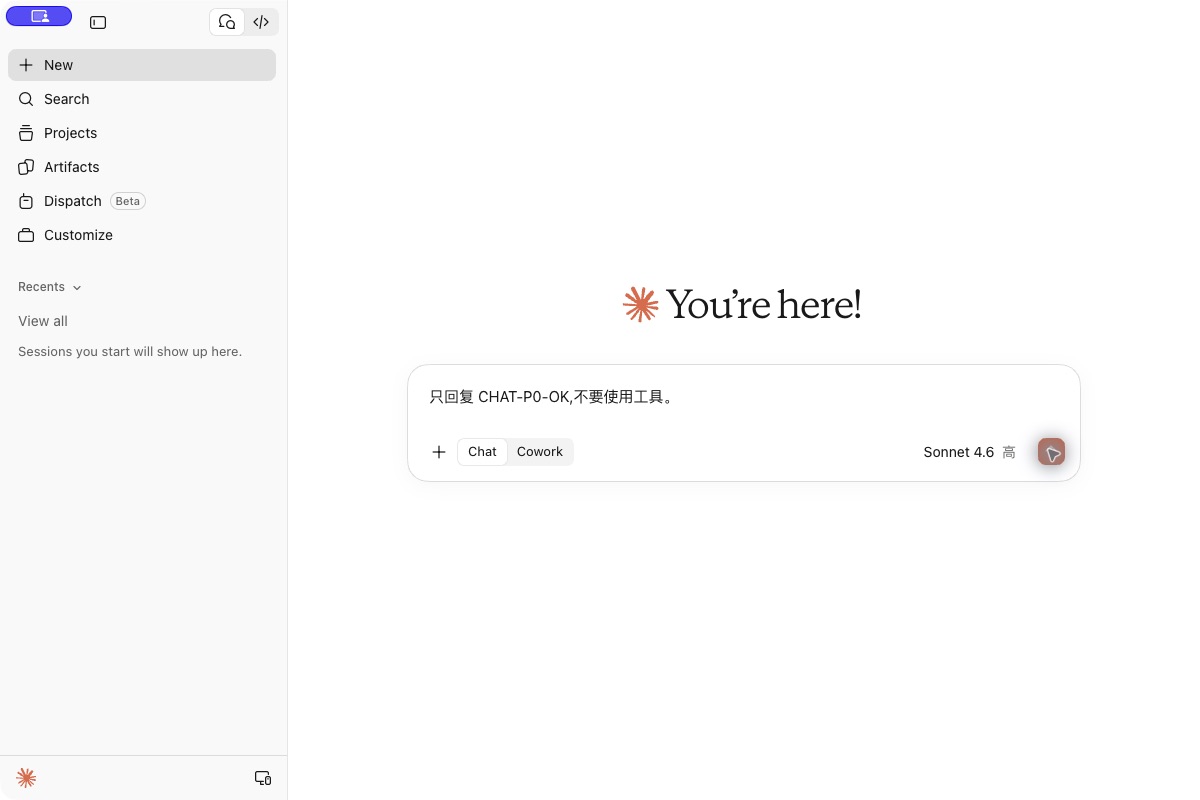 New
Search
Projects
Artifacts
Dispatch Beta
Customize
Recents
View all
Sessions you start will show up here.
You’re here!
只回复 CHAT-P0-OK,不要使用工具。
Chat Cowork Sonnet 4.6 高